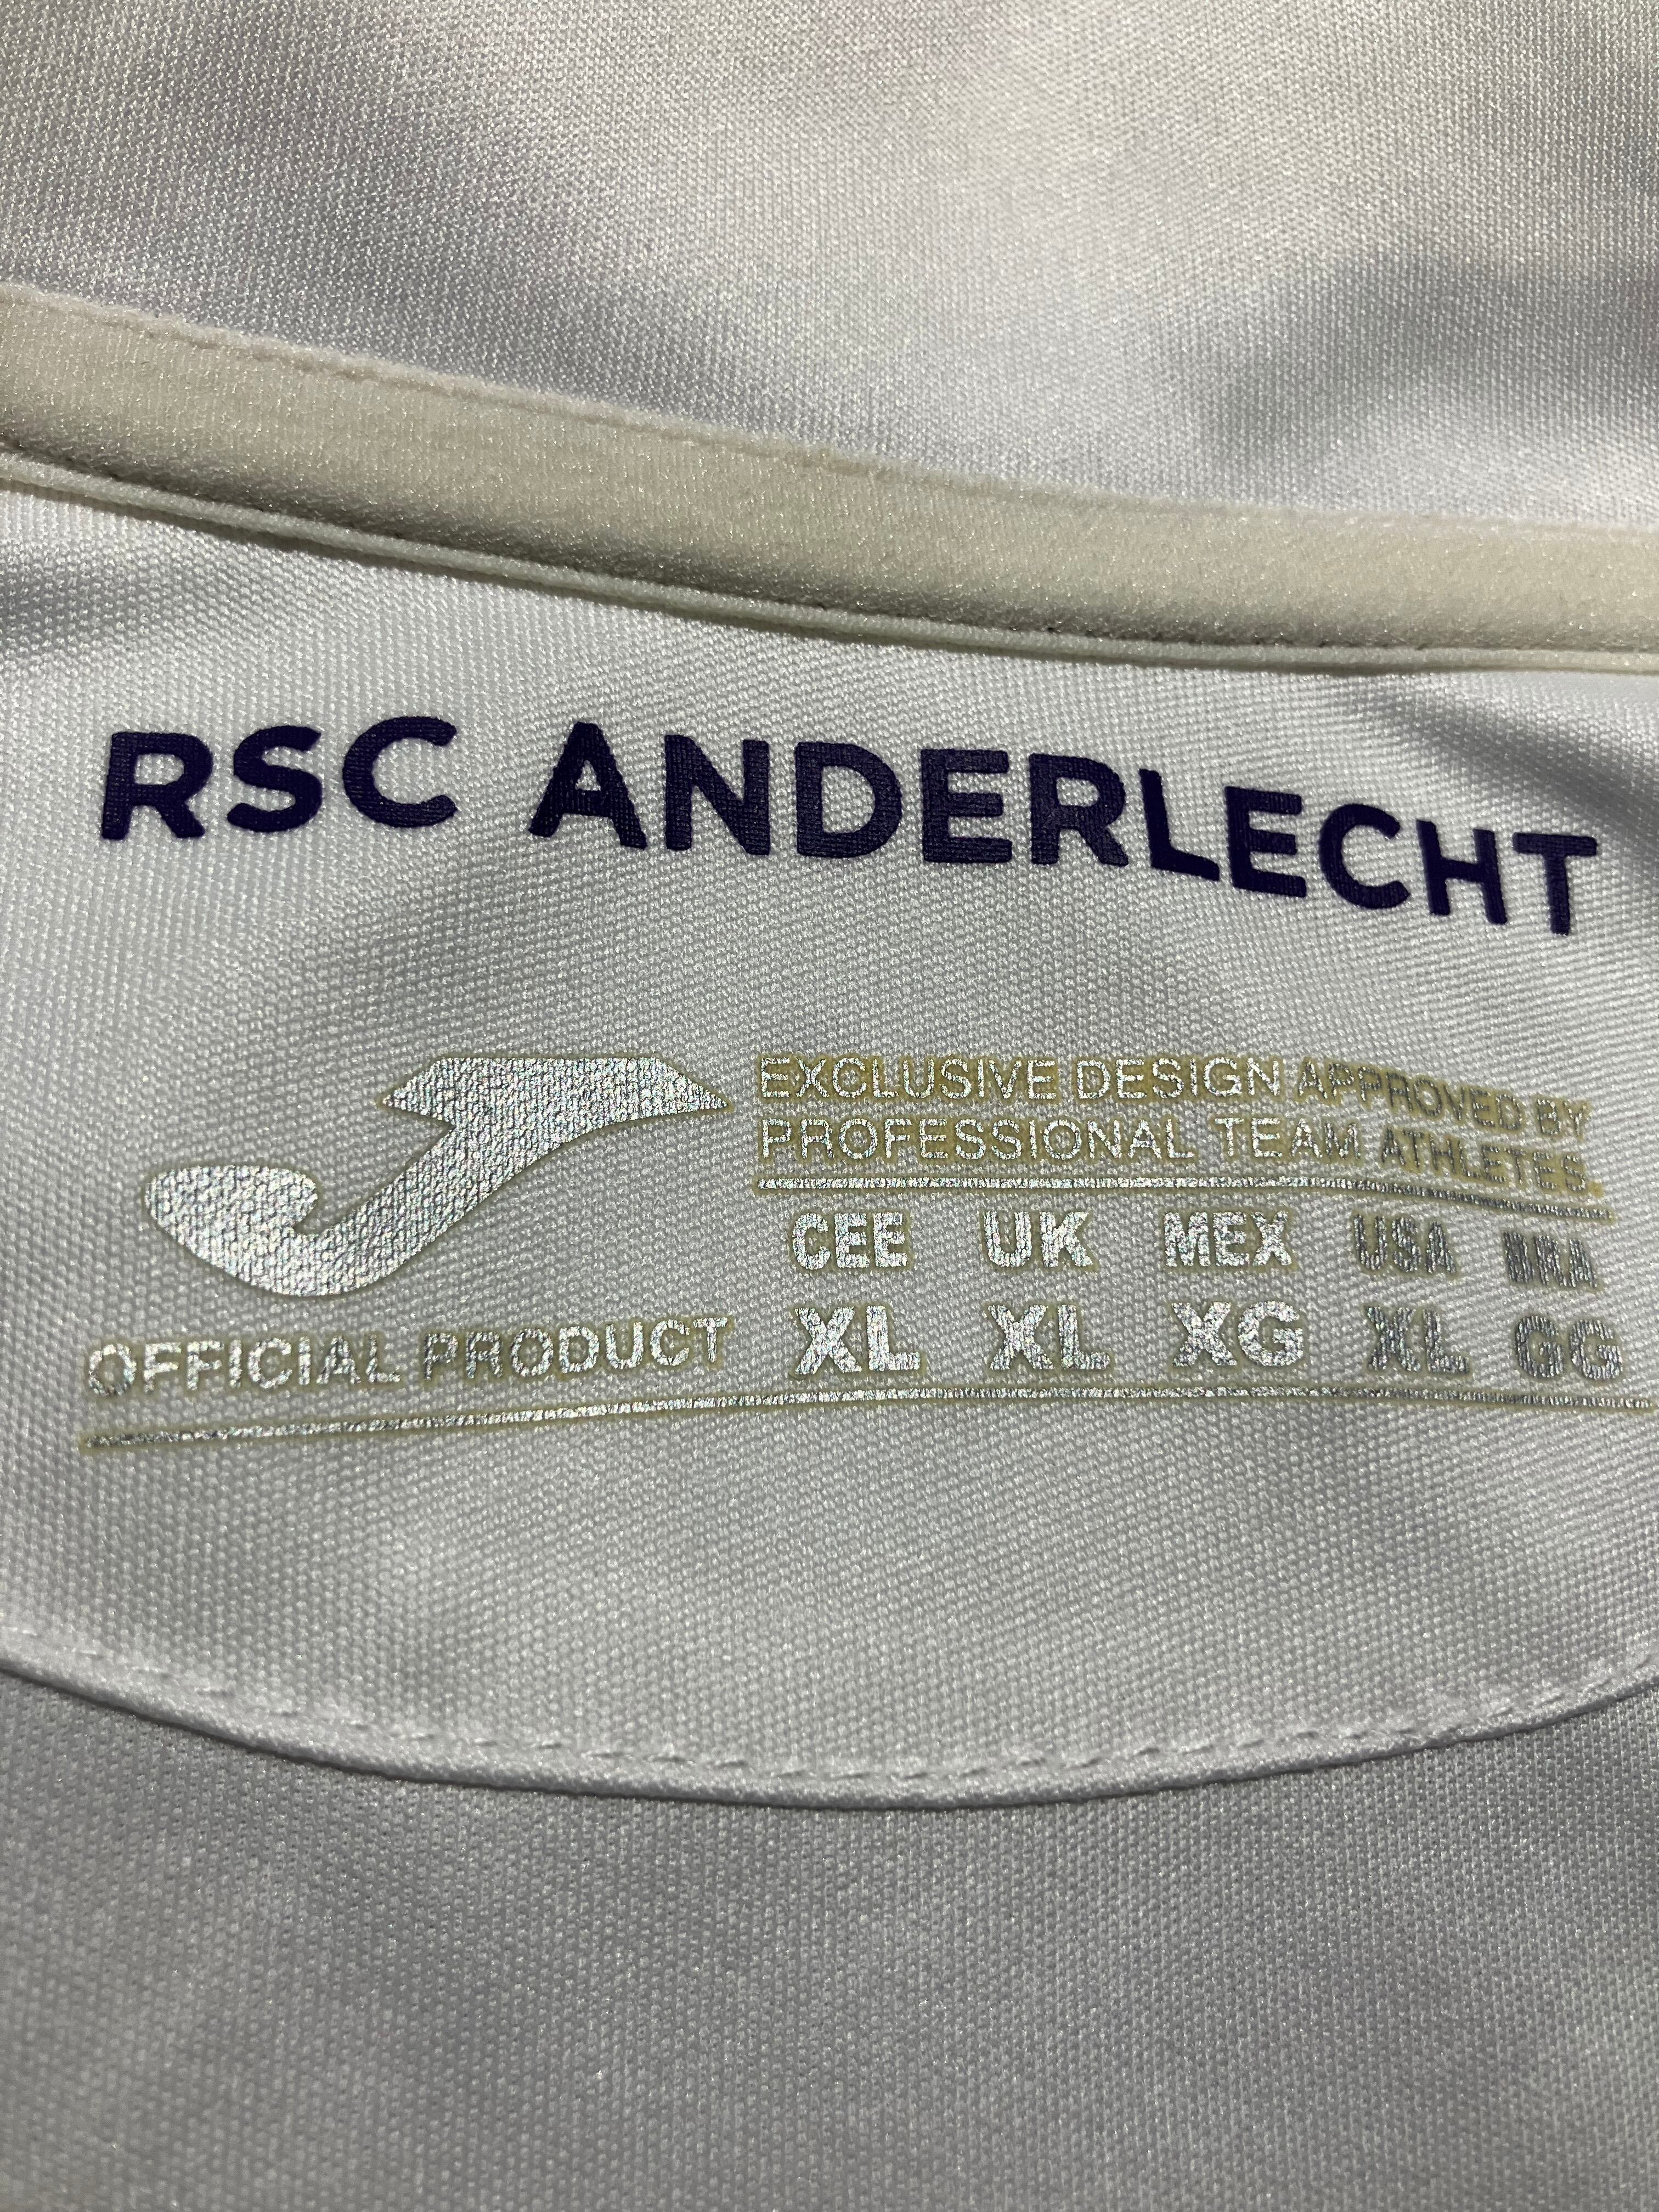 RSC ANDERLECHT
EXCLUSIVE DESIGN APPROVED BY
PROFESSIONAL TEAM ATHLETES.
CEE UK MEX USA BRA
XL XL XG XL GG
OFFICIAL PRODUCT